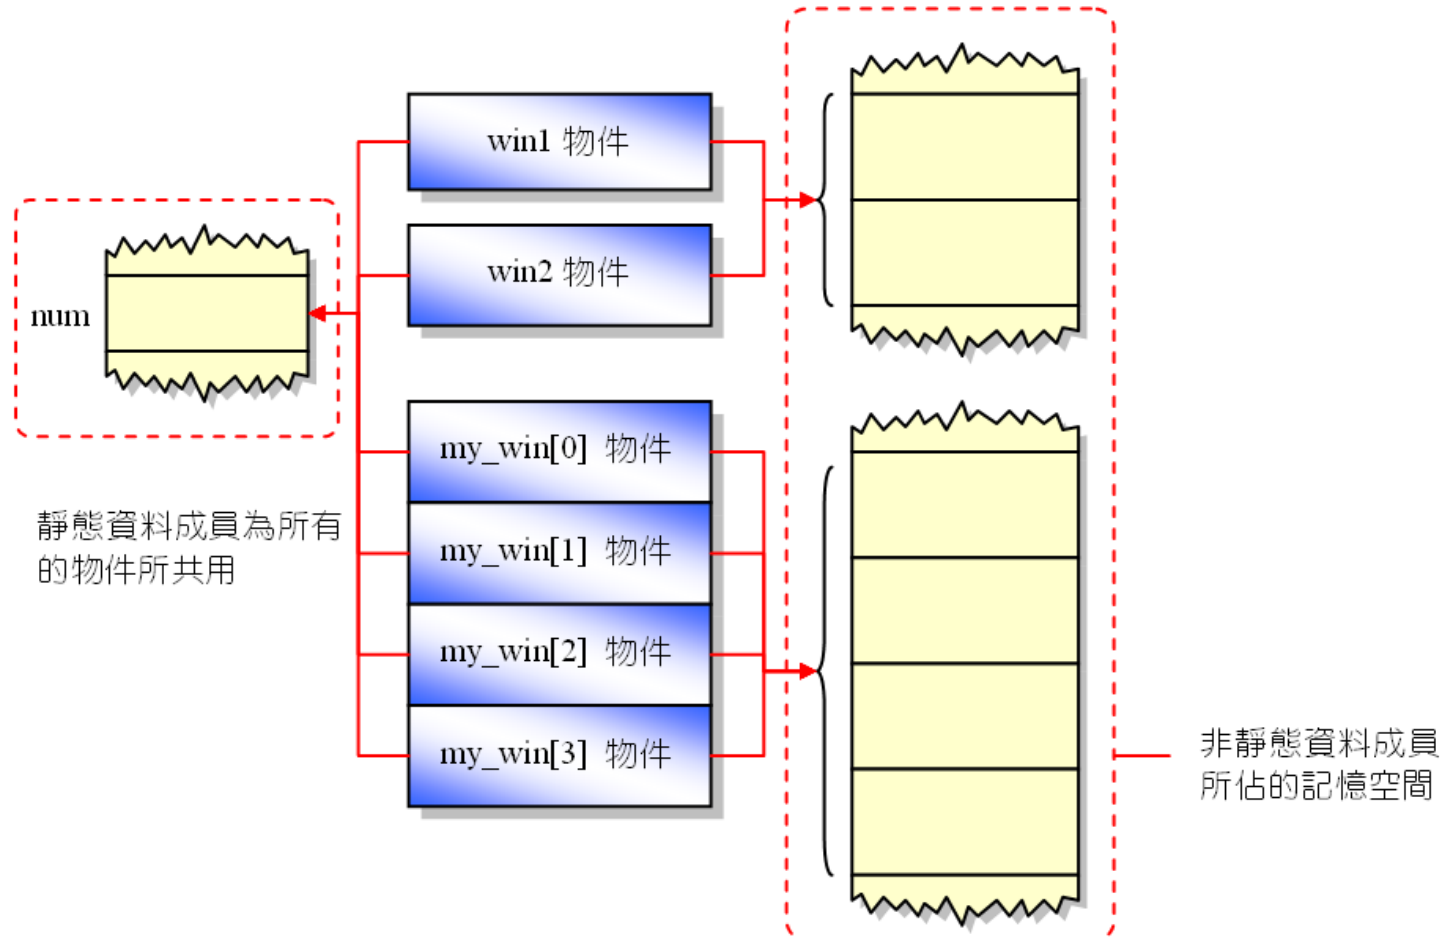 win1 物件
win2 物件
num
my_win[0] 物件
my_win[1] 物件
my_win[2] 物件
my_win[3] 物件
靜態資料成員為所有
的物件所共用
非靜態資料成員
所佔的記憶空間